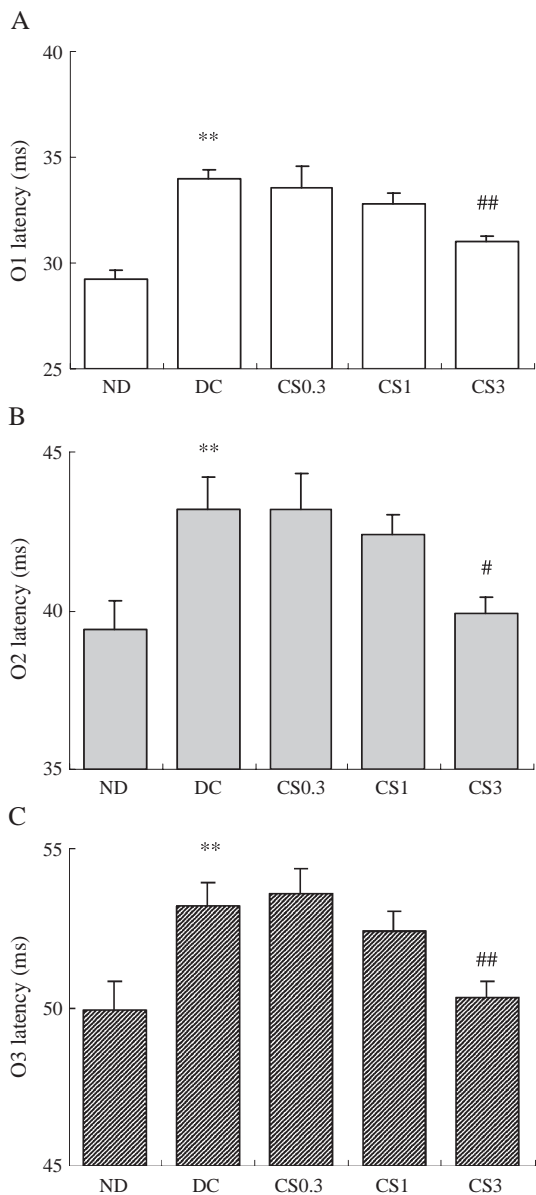 A
40
35
30
25
O1 latency (ms)
**
##
ND DC CS0.3 CS1 CS3
B
45
40
35
O2 latency (ms)
**
#
ND DC CS0.3 CS1 CS3
C
55
50
45
O3 latency (ms)
**
##
ND DC CS0.3 CS1 CS3